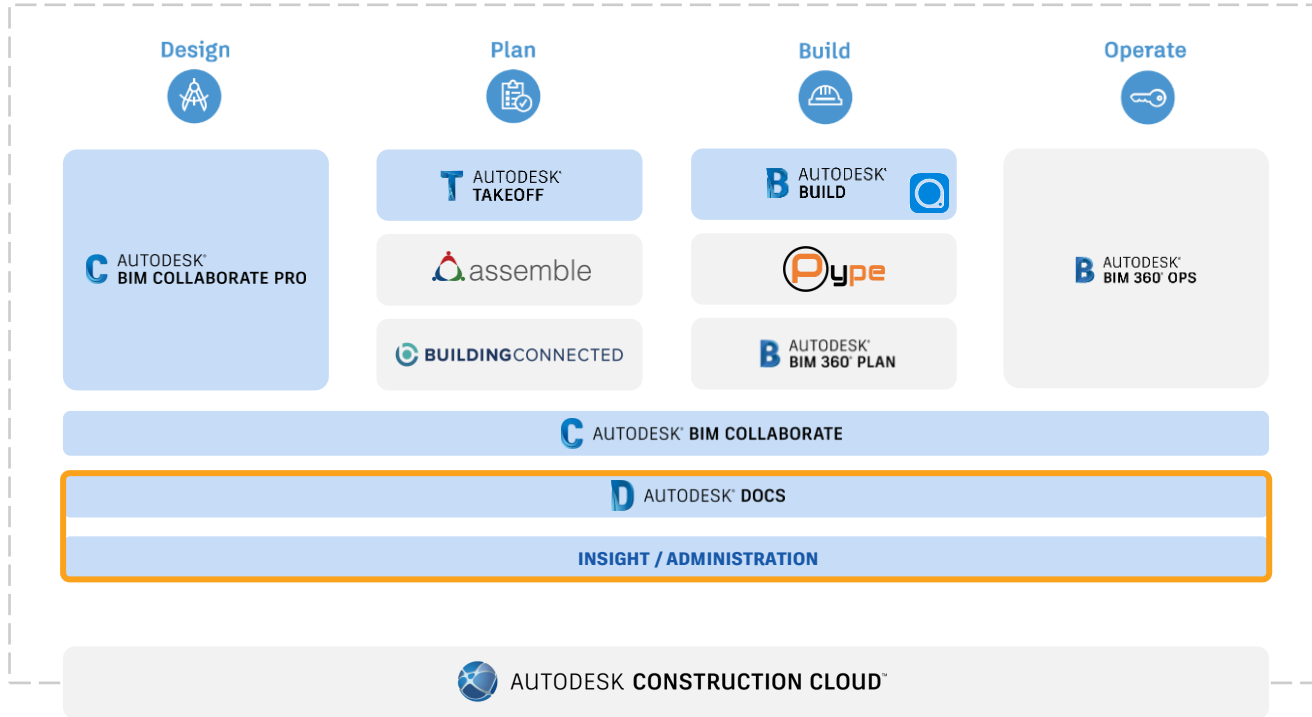 Design
Plan
Build
Operate
AUTODESK®
BIM COLLABORATE PRO
AUTODESK®
TAKEOFF
assemble
BUILDINGCONNECTED
AUTODESK®
BUILD
Pype
AUTODESK®
BIM 360® PLAN
AUTODESK®
BIM 360® OPS
AUTODESK® BIM COLLABORATE
AUTODESK® DOCS
INSIGHT / ADMINISTRATION
AUTODESK CONSTRUCTION CLOUD™